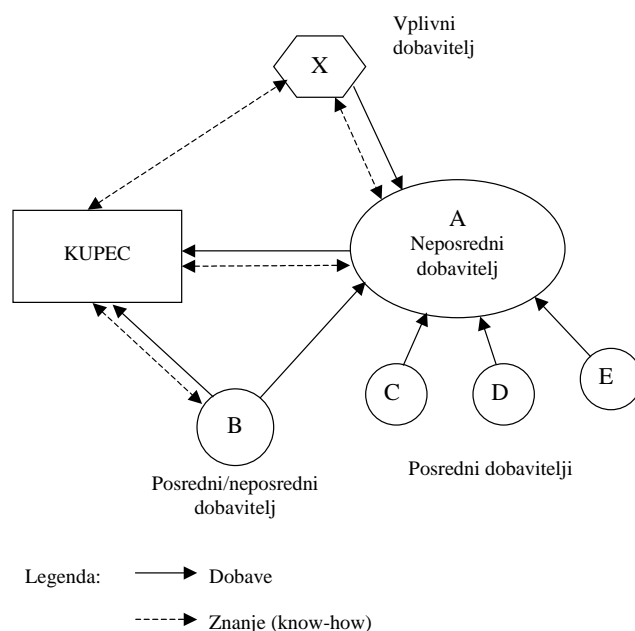 Vplivni
dobavitelj
X
A
Neposredni
dobavitelj
KUPEC
B
C
D
E
Posredni/neposredni
dobavitelj
Posredni dobavitelji
Legenda:
Dobave
Znanje (know-how)